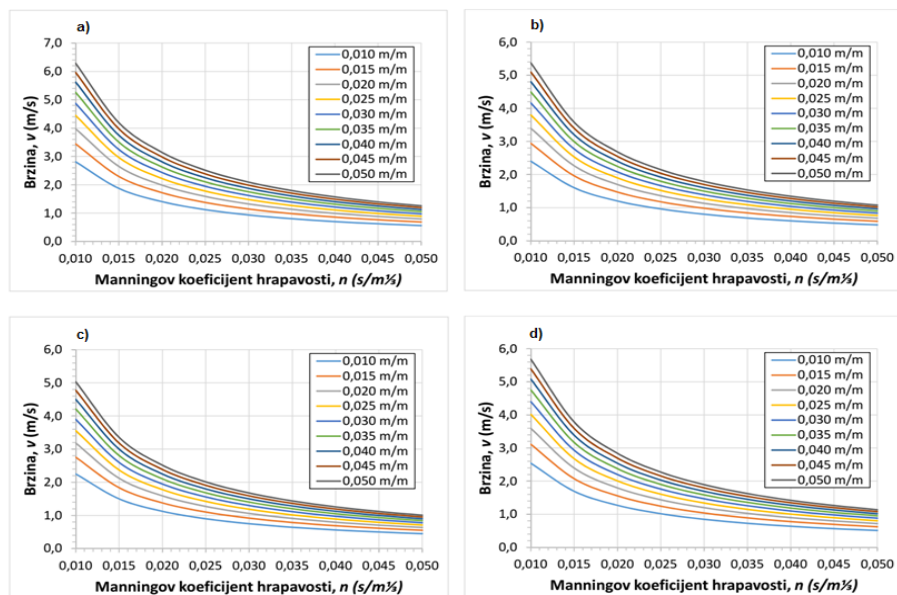 a)
7,0
6,0
5,0
4,0
3,0
2,0
1,0
0,0
Brzina, v (m/s)
0,010 m/m
0,015 m/m
0,020 m/m
0,025 m/m
0,030 m/m
0,035 m/m
0,040 m/m
0,045 m/m
0,050 m/m
0,010 0,015 0,020 0,025 0,030 0,035 0,040 0,045 0,050
Manningov koeficijent hrapavosti, n (s/m⅓)
b)
6,0
5,0
4,0
3,0
2,0
1,0
0,0
Brzina, v (m/s)
0,010 m/m
0,015 m/m
0,020 m/m
0,025 m/m
0,030 m/m
0,035 m/m
0,040 m/m
0,045 m/m
0,050 m/m
0,010 0,015 0,020 0,025 0,030 0,035 0,040 0,045 0,050
Manningov koeficijent hrapavosti, n (s/m⅓)
c)
6,0
5,0
4,0
3,0
2,0
1,0
0,0
Brzina, v (m/s)
0,010 m/m
0,015 m/m
0,020 m/m
0,025 m/m
0,030 m/m
0,035 m/m
0,040 m/m
0,045 m/m
0,050 m/m
0,010 0,015 0,020 0,025 0,030 0,035 0,040 0,045 0,050
Manningov koeficijent hrapavosti, n (s/m⅓)
d)
6,0
5,0
4,0
3,0
2,0
1,0
0,0
Brzina, v (m/s)
0,010 m/m
0,015 m/m
0,020 m/m
0,025 m/m
0,030 m/m
0,035 m/m
0,040 m/m
0,045 m/m
0,050 m/m
0,010 0,015 0,020 0,025 0,030 0,035 0,040 0,045 0,050
Manningov koeficijent hrapavosti, n (s/m⅓)